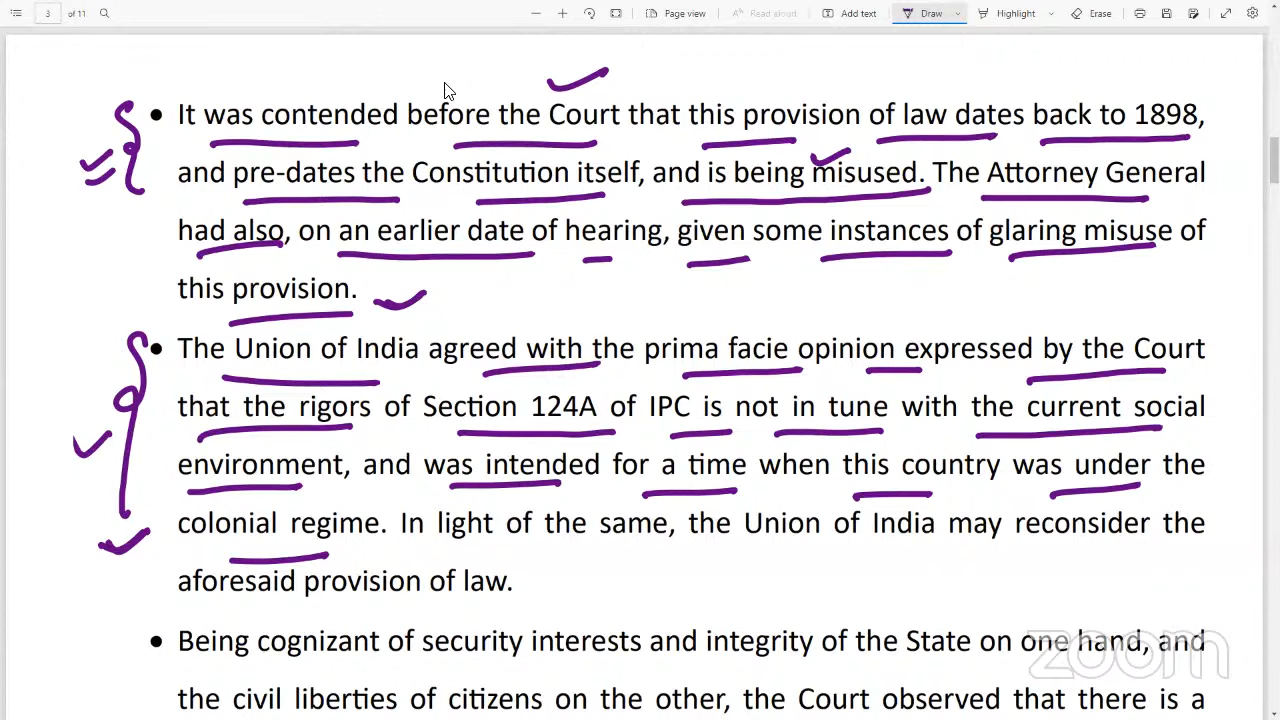 3 of 11 Page view Read aloud Add text Draw Highlight Erase
• It was contended before the Court that this provision of law dates back to 1898,
and pre-dates the Constitution itself, and is being misused. The Attorney General
had also, on an earlier date of hearing, given some instances of glaring misuse of
this provision.
• The Union of India agreed with the prima facie opinion expressed by the Court
that the rigors of Section 124A of IPC is not in tune with the current social
environment, and was intended for a time when this country was under the
colonial regime. In light of the same, the Union of India may reconsider the
aforesaid provision of law.
• Being cognizant of security interests and integrity of the State on one hand, and
zoom
the civil liberties of citizens on the other, the Court observed that there is a